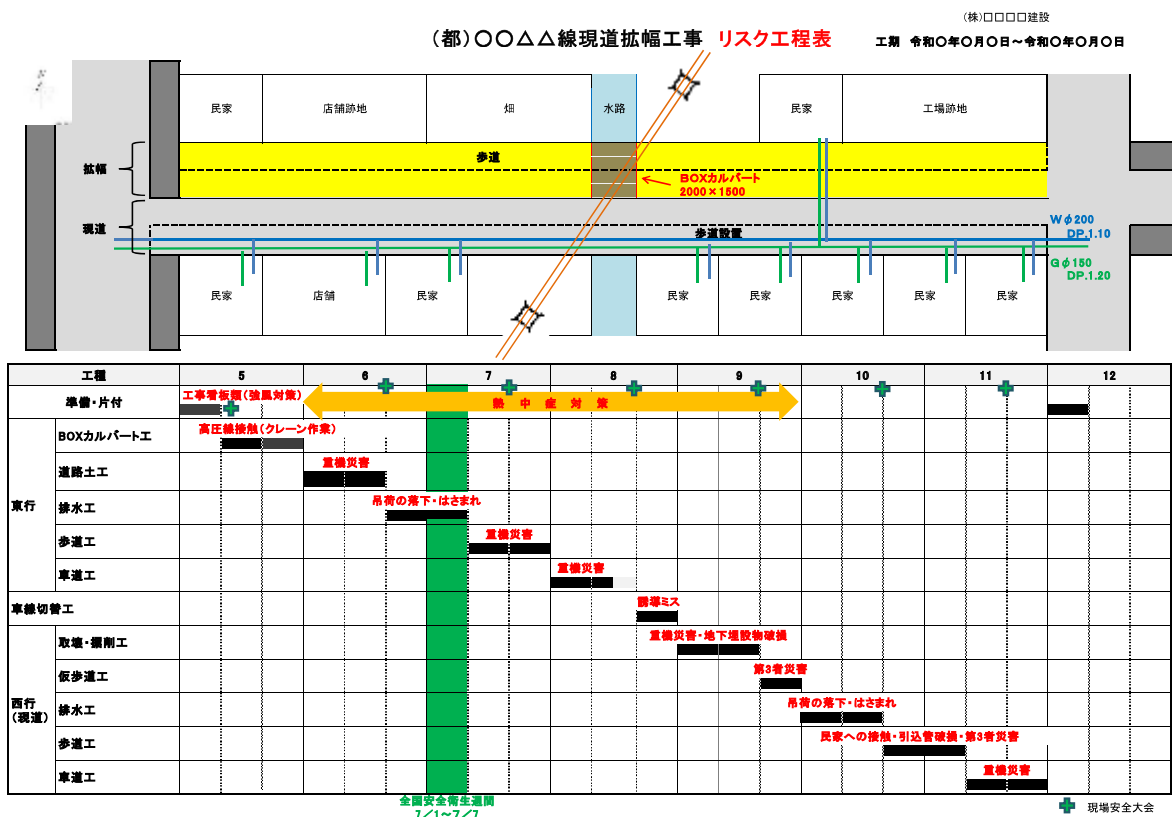 (株)□□□□建設
(都)〇〇△△線現道拡幅工事 リスク工程表
工期 令和〇年〇月〇日～令和〇年〇月〇日
民家
店舗跡地
畑
水路
民家
工場跡地
拡幅
歩道
BOXカルバート
2000×1500
現道
歩道設置
Wφ200
DP.1.10
Gφ150
DP.1.20
民家
店舗
民家
民家
民家
民家
民家
民家
工種 5 6 7 8 9 10 11 12
準備・片付
工事看板類(強風対策)
熱中症対策
東行
BOXカルバート工
高圧線接触(クレーン作業)
道路土工
重機災害
排水工
吊荷の落下・はさまれ
歩道工
重機災害
車道工
重機災害
車線切替工
誘導ミス
西行
(現道)
取壊・掘削工
重機災害・地下埋設物破損
仮歩道工
第3者災害
排水工
吊荷の落下・はさまれ
歩道工
民家への接触・引込管破損・第3者災害
車道工
重機災害
全国安全衛生週間
7/1～7/7
現場安全大会